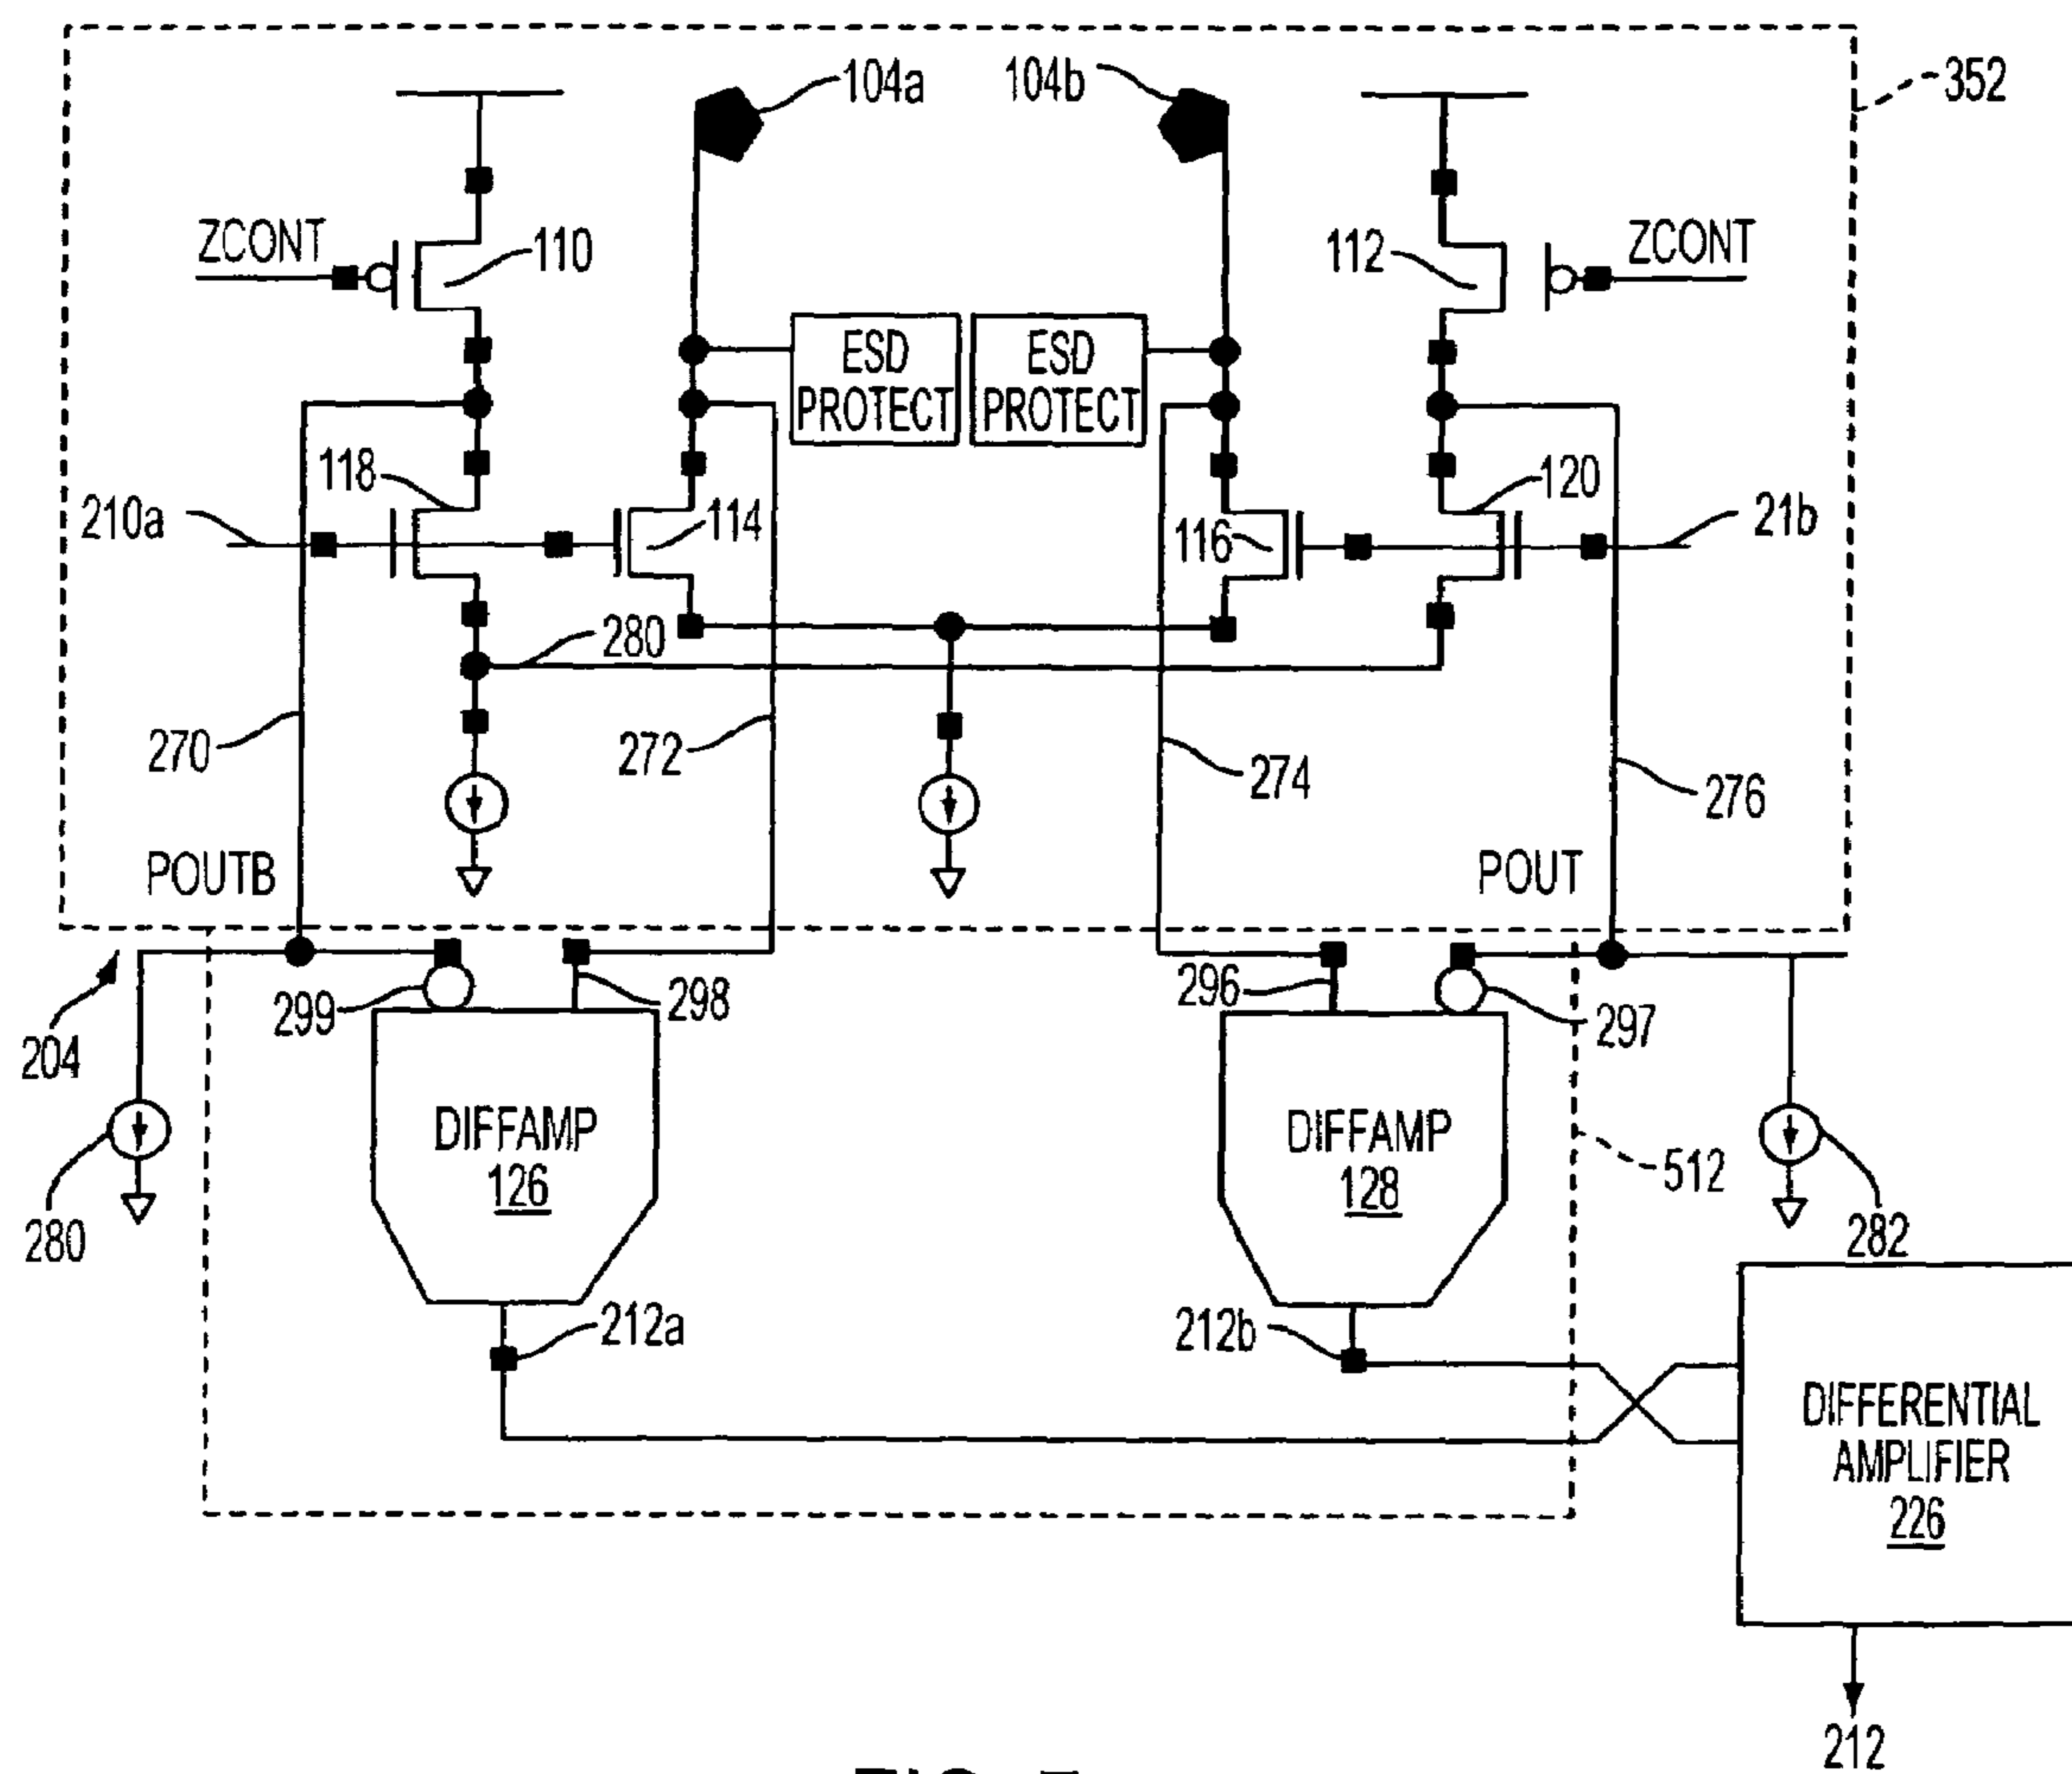 104a
104b
352
ZCONT
110
112
ZCONT
ESD
PROTECT
ESD
PROTECT
118
210a
114
116
120
21b
280
270
272
274
276
POUTB
POUT
204
299
298
296
297
280
DIFFAMP
126
DIFFAMP
128
512
282
212a
212b
DIFFERENTIAL
AMPLIFIER
226
212